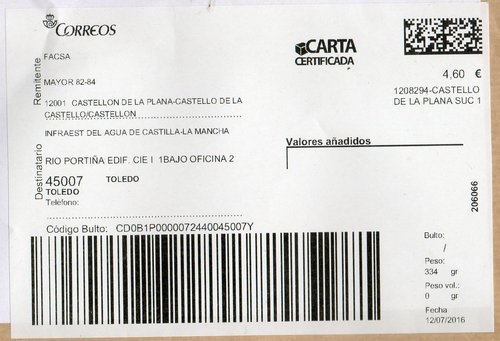 CORREOS
Remitente
FACSA
MAYOR 82-84
12001 CASTELLON DE LA PLANA-CASTELLO DE LA
CASTELLO/CASTELLON
Destinatario
INFRAEST DEL AGUA DE CASTILLA-LA MANCHA
RIO PORTIÑA EDIF. CIE I 1BAJO OFICINA 2
45007 TOLEDO
TOLEDO
Teléfono:
Código Bulto: CD0B1P0000072440045007Y
CARTA
CERTIFICADA
4,60 €
1208294-CASTELLO
DE LA PLANA SUC 1
Valores añadidos
206066
Bulto:
/
Peso:
334 gr
Peso vol.:
0 gr
Fecha
12/07/2016